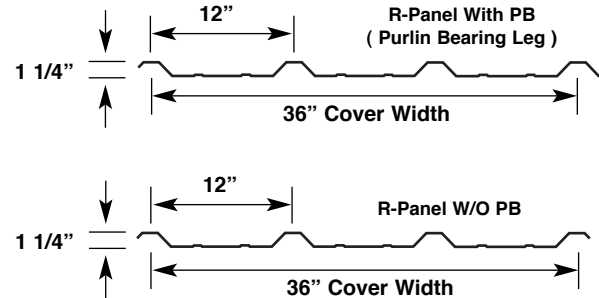 12”
R-Panel With PB
( Purlin Bearing Leg )
1 1/4”
36” Cover Width
12”
R-Panel W/O PB
1 1/4”
36” Cover Width